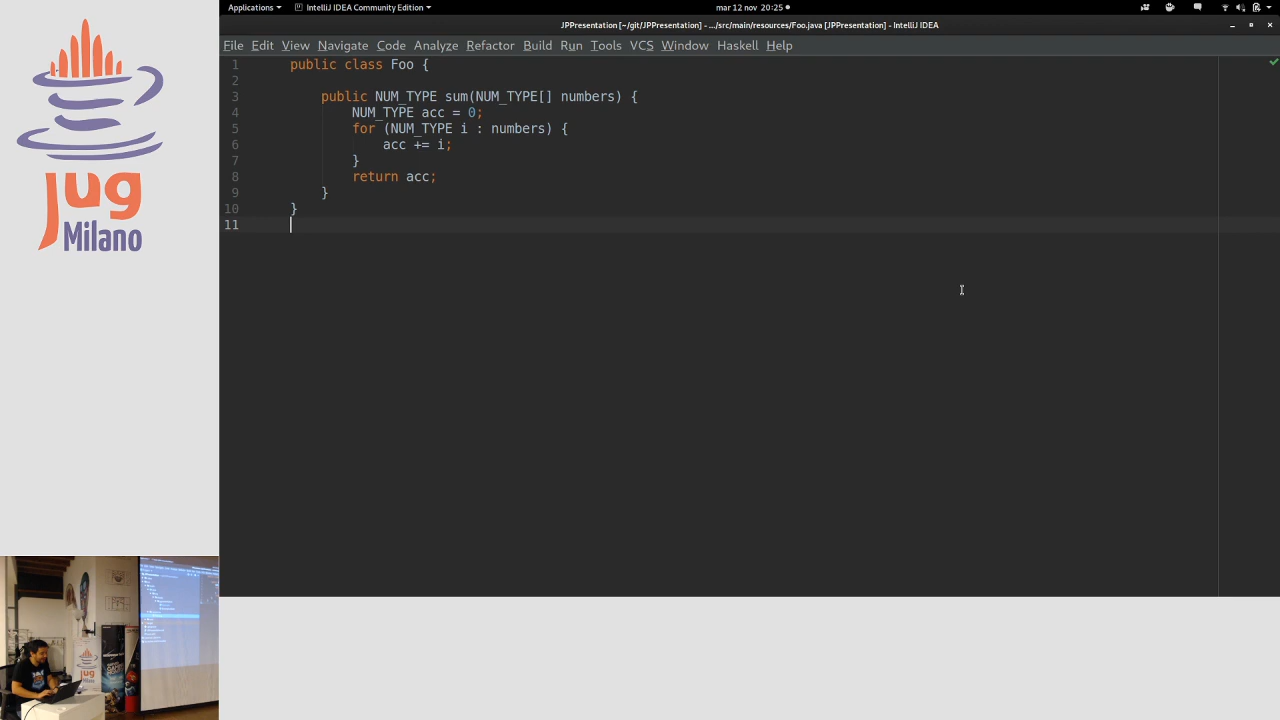 Applications
IntelliJ IDEA Community Edition
mar 12 nov 20:25
JPPresentation [~/git/JPPresentation] - .../src/main/resources/Foo.java [JPPresentation] - IntelliJ IDEA
File Edit View Navigate Code Analyze Refactor Build Run Tools VCS Window Haskell Help
1 public class Foo {
2
3 public NUM_TYPE sum(NUM_TYPE[] numbers) {
4 NUM_TYPE acc = 0;
5 for (NUM_TYPE i : numbers) {
6 acc += i;
7 }
8 return acc;
9 }
10 }
11
Jug
Milano
Jug